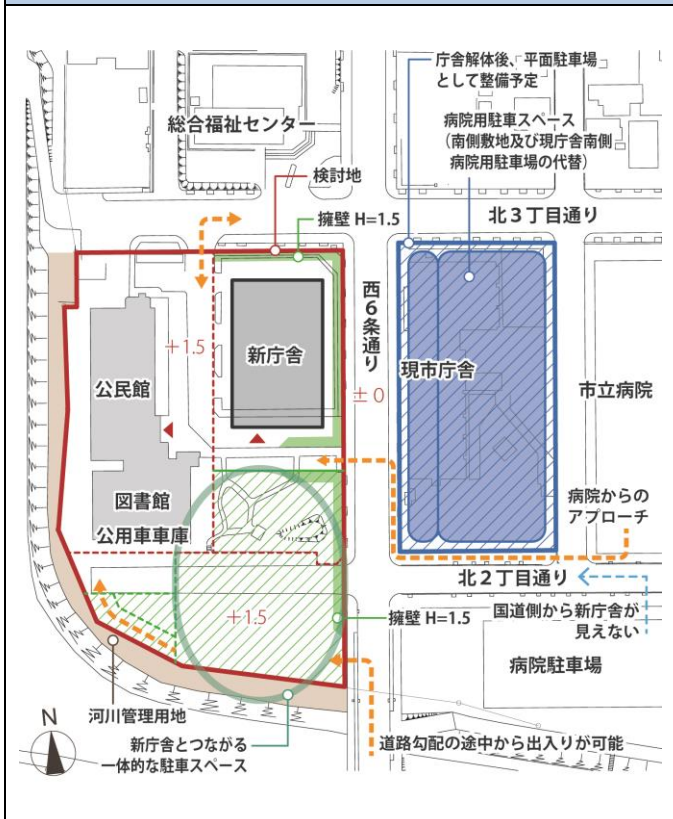 庁舎解体後、平面駐車場
として整備予定
総合福祉センター
病院用駐車スペース
（南側敷地及び現庁舎南側
病院用駐車場の代替）
検討地
擁壁 H=1.5
北３丁目通り
西６条通り
新庁舎
+1.5
公民館
±0
現市庁舎
市立病院
図書館
公用車車庫
病院からの
アプローチ
北２丁目通り
+1.5
擁壁 H=1.5
国道側から新庁舎が
見えない
病院駐車場
河川管理用地
N
新庁舎とつながる
一体的な駐車スペース
道路勾配の途中から出入りが可能